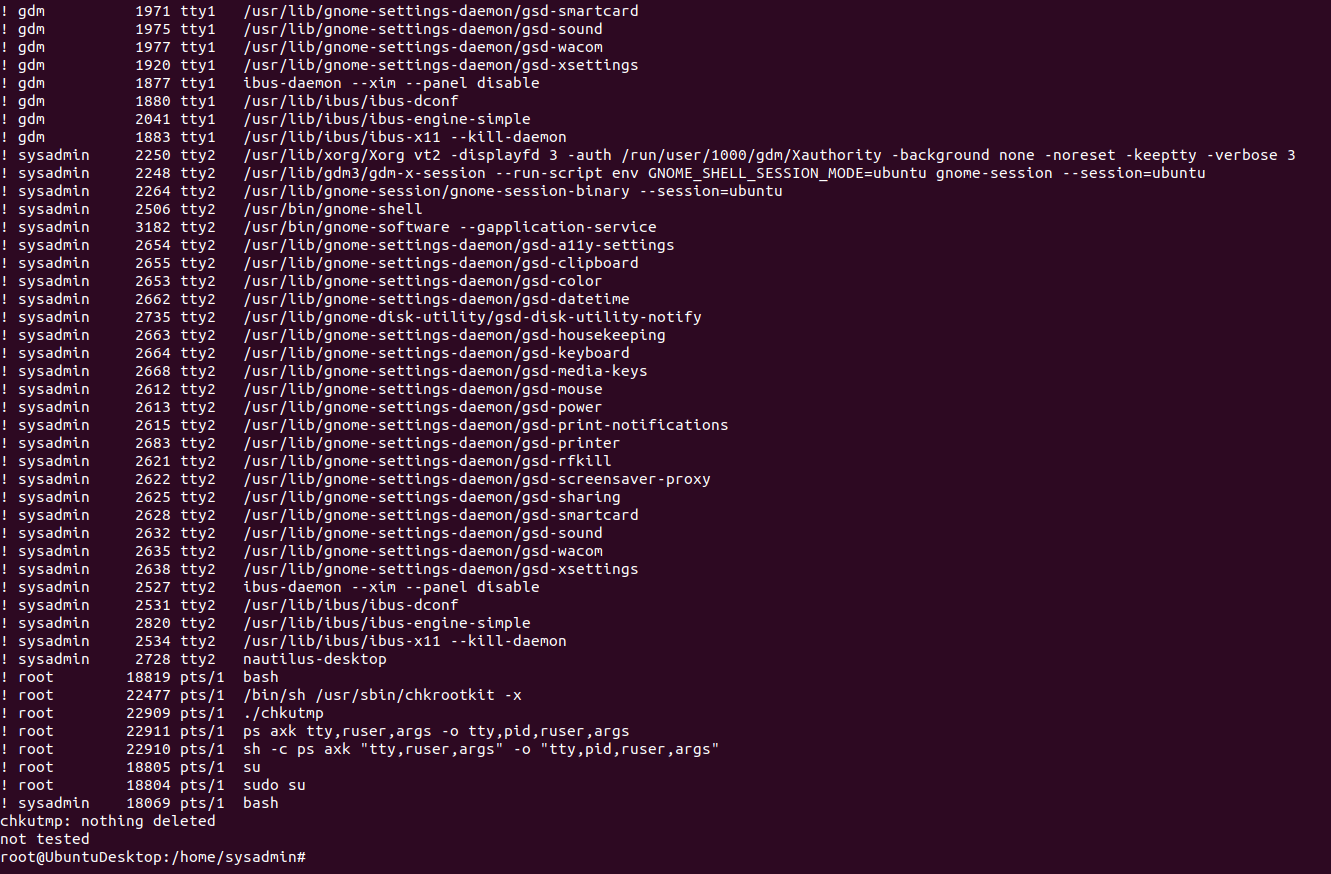 ! gdm          1971 tty1   /usr/lib/gnome-settings-daemon/gsd-smartcard
! gdm          1975 tty1   /usr/lib/gnome-settings-daemon/gsd-sound
! gdm          1977 tty1   /usr/lib/gnome-settings-daemon/gsd-wacom
! gdm          1920 tty1   /usr/lib/gnome-settings-daemon/gsd-xsettings
! gdm          1877 tty1   ibus-daemon --xim --panel disable
! gdm          1880 tty1   /usr/lib/ibus/ibus-dconf
! gdm          2041 tty1   /usr/lib/ibus/ibus-engine-simple
! gdm          1883 tty1   /usr/lib/ibus/ibus-x11 --kill-daemon
! sysadmin     2250 tty2   /usr/lib/xorg/Xorg vt2 -displayfd 3 -auth /run/user/1000/gdm/Xauthority -background none -noreset -keeptty -verbose 3
! sysadmin     2248 tty2   /usr/lib/gdm3/gdm-x-session --run-script env GNOME_SHELL_SESSION_MODE=ubuntu gnome-session --session=ubuntu
! sysadmin     2264 tty2   /usr/lib/gnome-session/gnome-session-binary --session=ubuntu
! sysadmin     2506 tty2   /usr/bin/gnome-shell
! sysadmin     3182 tty2   /usr/bin/gnome-software --gapplication-service
! sysadmin     2654 tty2   /usr/lib/gnome-settings-daemon/gsd-a11y-settings
! sysadmin     2655 tty2   /usr/lib/gnome-settings-daemon/gsd-clipboard
! sysadmin     2653 tty2   /usr/lib/gnome-settings-daemon/gsd-color
! sysadmin     2662 tty2   /usr/lib/gnome-settings-daemon/gsd-datetime
! sysadmin     2735 tty2   /usr/lib/gnome-disk-utility/gsd-disk-utility-notify
! sysadmin     2663 tty2   /usr/lib/gnome-settings-daemon/gsd-housekeeping
! sysadmin     2664 tty2   /usr/lib/gnome-settings-daemon/gsd-keyboard
! sysadmin     2668 tty2   /usr/lib/gnome-settings-daemon/gsd-media-keys
! sysadmin     2612 tty2   /usr/lib/gnome-settings-daemon/gsd-mouse
! sysadmin     2613 tty2   /usr/lib/gnome-settings-daemon/gsd-power
! sysadmin     2615 tty2   /usr/lib/gnome-settings-daemon/gsd-print-notifications
! sysadmin     2683 tty2   /usr/lib/gnome-settings-daemon/gsd-printer
! sysadmin     2621 tty2   /usr/lib/gnome-settings-daemon/gsd-rfkill
! sysadmin     2622 tty2   /usr/lib/gnome-settings-daemon/gsd-screensaver-proxy
! sysadmin     2625 tty2   /usr/lib/gnome-settings-daemon/gsd-sharing
! sysadmin     2628 tty2   /usr/lib/gnome-settings-daemon/gsd-smartcard
! sysadmin     2632 tty2   /usr/lib/gnome-settings-daemon/gsd-sound
! sysadmin     2635 tty2   /usr/lib/gnome-settings-daemon/gsd-wacom
! sysadmin     2638 tty2   /usr/lib/gnome-settings-daemon/gsd-xsettings
! sysadmin     2527 tty2   ibus-daemon --xim --panel disable
! sysadmin     2531 tty2   /usr/lib/ibus/ibus-dconf
! sysadmin     2820 tty2   /usr/lib/ibus/ibus-engine-simple
! sysadmin     2534 tty2   /usr/lib/ibus/ibus-x11 --kill-daemon
! sysadmin     2728 tty2   nautilus-desktop
! root        18819 pts/1  bash
! root        22477 pts/1  /bin/sh /usr/sbin/chkrootkit -x
! root        22909 pts/1  ./chkutmp
! root        22911 pts/1  ps axk tty,ruser,args -o tty,pid,ruser,args
! root        22910 pts/1  sh -c ps axk "tty,ruser,args" -o "tty,pid,ruser,args"
! root        18805 pts/1  su
! root        18804 pts/1  sudo su
! sysadmin    18069 pts/1  bash
chkutmp: nothing deleted
not tested
root@UbuntuDesktop:/home/sysadmin#